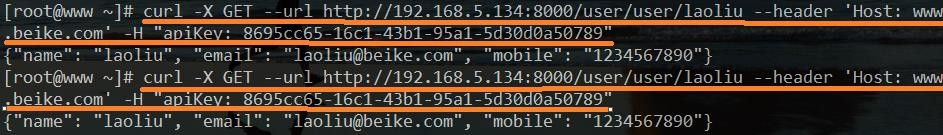 [root@www ~]# curl -X GET --url http://192.168.5.134:8000/user/user/laoliu --header 'Host: www
.beike.com' -H "apiKey: 8695cc65-16c1-43b1-95a1-5d30d0a50789"
{"name": "laoliu", "email": "laoliu@beike.com", "mobile": "1234567890"}
[root@www ~]# curl -X GET --url http://192.168.5.134:8000/user/user/laoliu --header 'Host: www
.beike.com' -H "apiKey: 8695cc65-16c1-43b1-95a1-5d30d0a50789"
{"name": "laoliu", "email": "laoliu@beike.com", "mobile": "1234567890"}